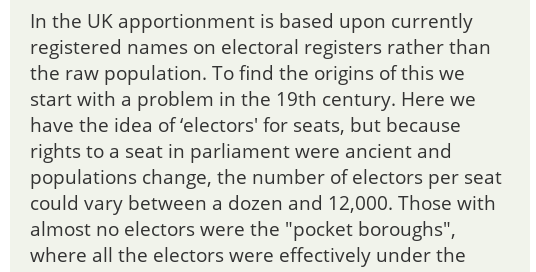 In the UK apportionment is based upon currently
registered names on electoral registers rather than
the raw population. To find the origins of this we
start with a problem in the 19th century. Here we
have the idea of ‘electors' for seats, but because
rights to a seat in parliament were ancient and
populations change, the number of electors per seat
could vary between a dozen and 12,000. Those with
almost no electors were the "pocket boroughs",
where all the electors were effectively under the